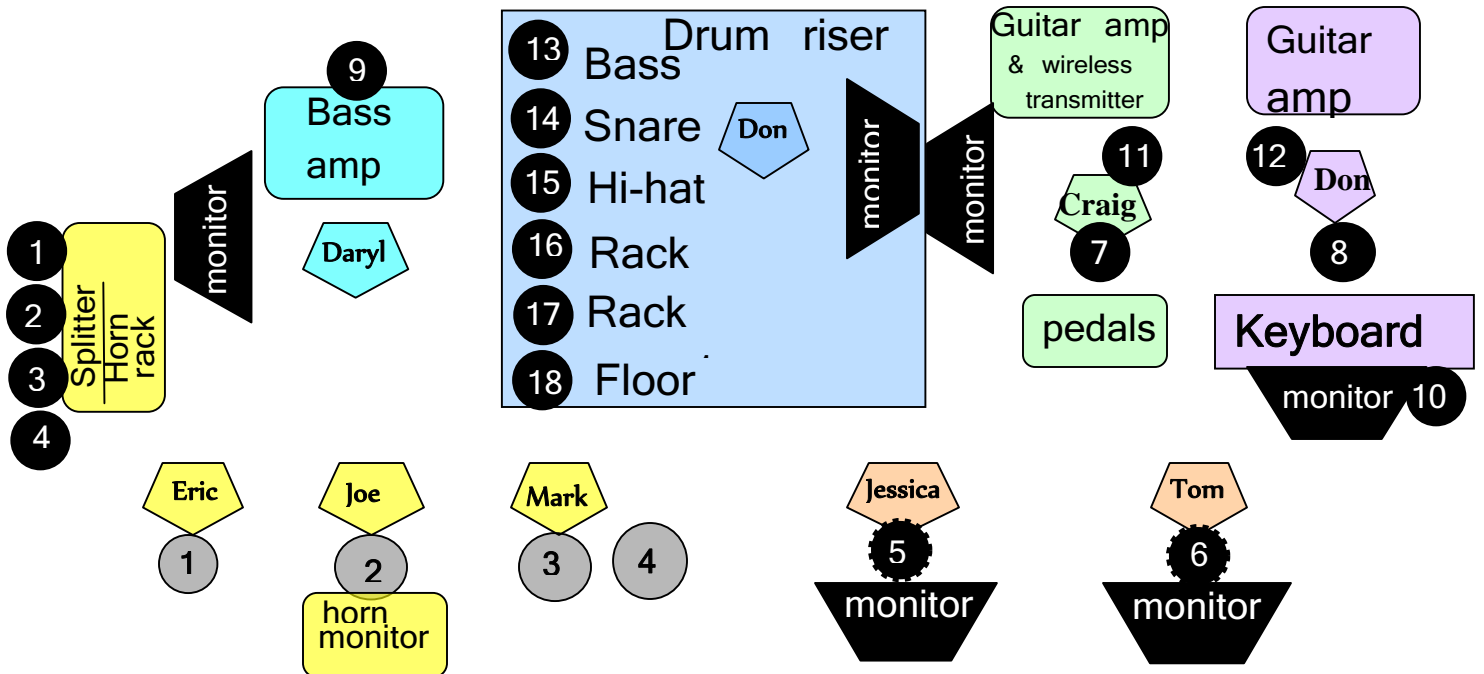 9
Bass
amp
monitor
Daryl
1
2
3
4
Splitter
Horn
rack
Drum riser
13
Bass
14
Snare
15
Hi-hat
16
Rack
17
Rack
18
Floor
Don
monitor
monitor
Guitar amp
& wireless
transmitter
11
Craig
7
pedals
Guitar
amp
12
Don
8
Keyboard
monitor
10
Eric
1
Joe
2
horn
monitor
Mark
3
4
Jessica
5
monitor
Tom
6
monitor